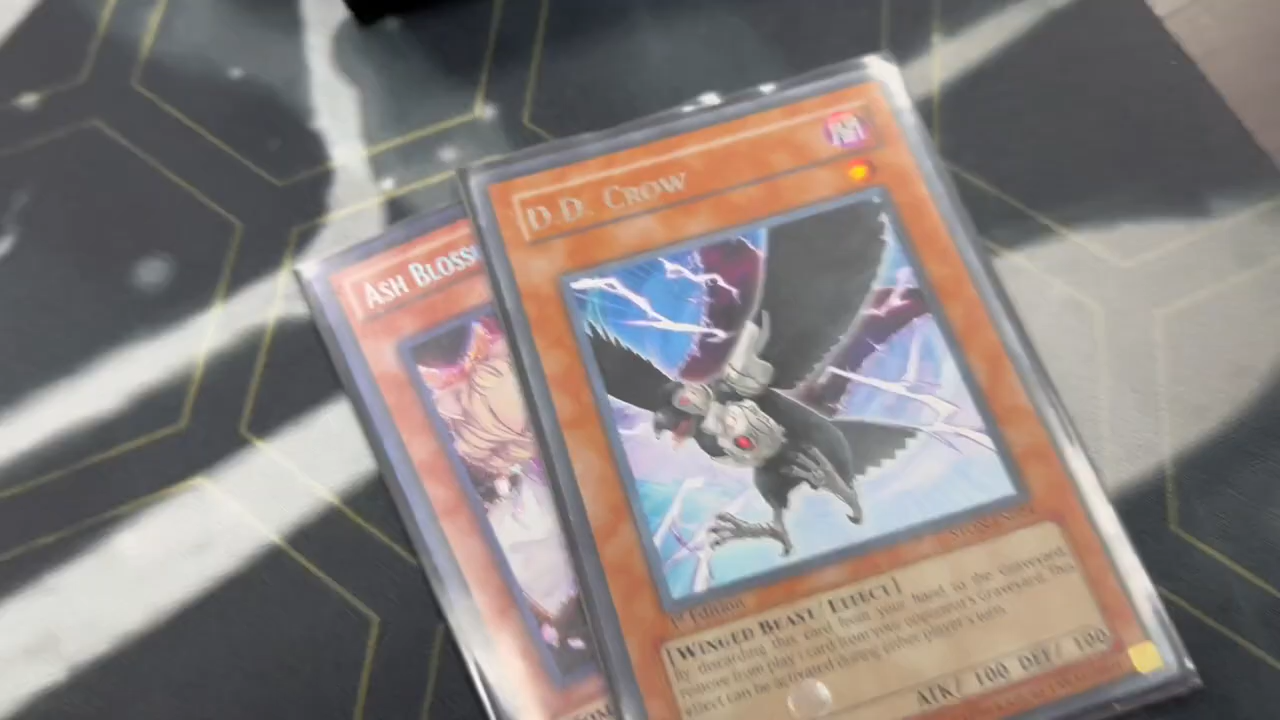 D.D. CROW
ASH BLOSS
1st Edition
[WINGED BEAST/EFFECT]
By discarding this card from your hand to the Graveyard,
remove from play 1 card from your opponent's Graveyard. This
effect can be activated during either player's turn.
ATK/ 100 DEF/ 100